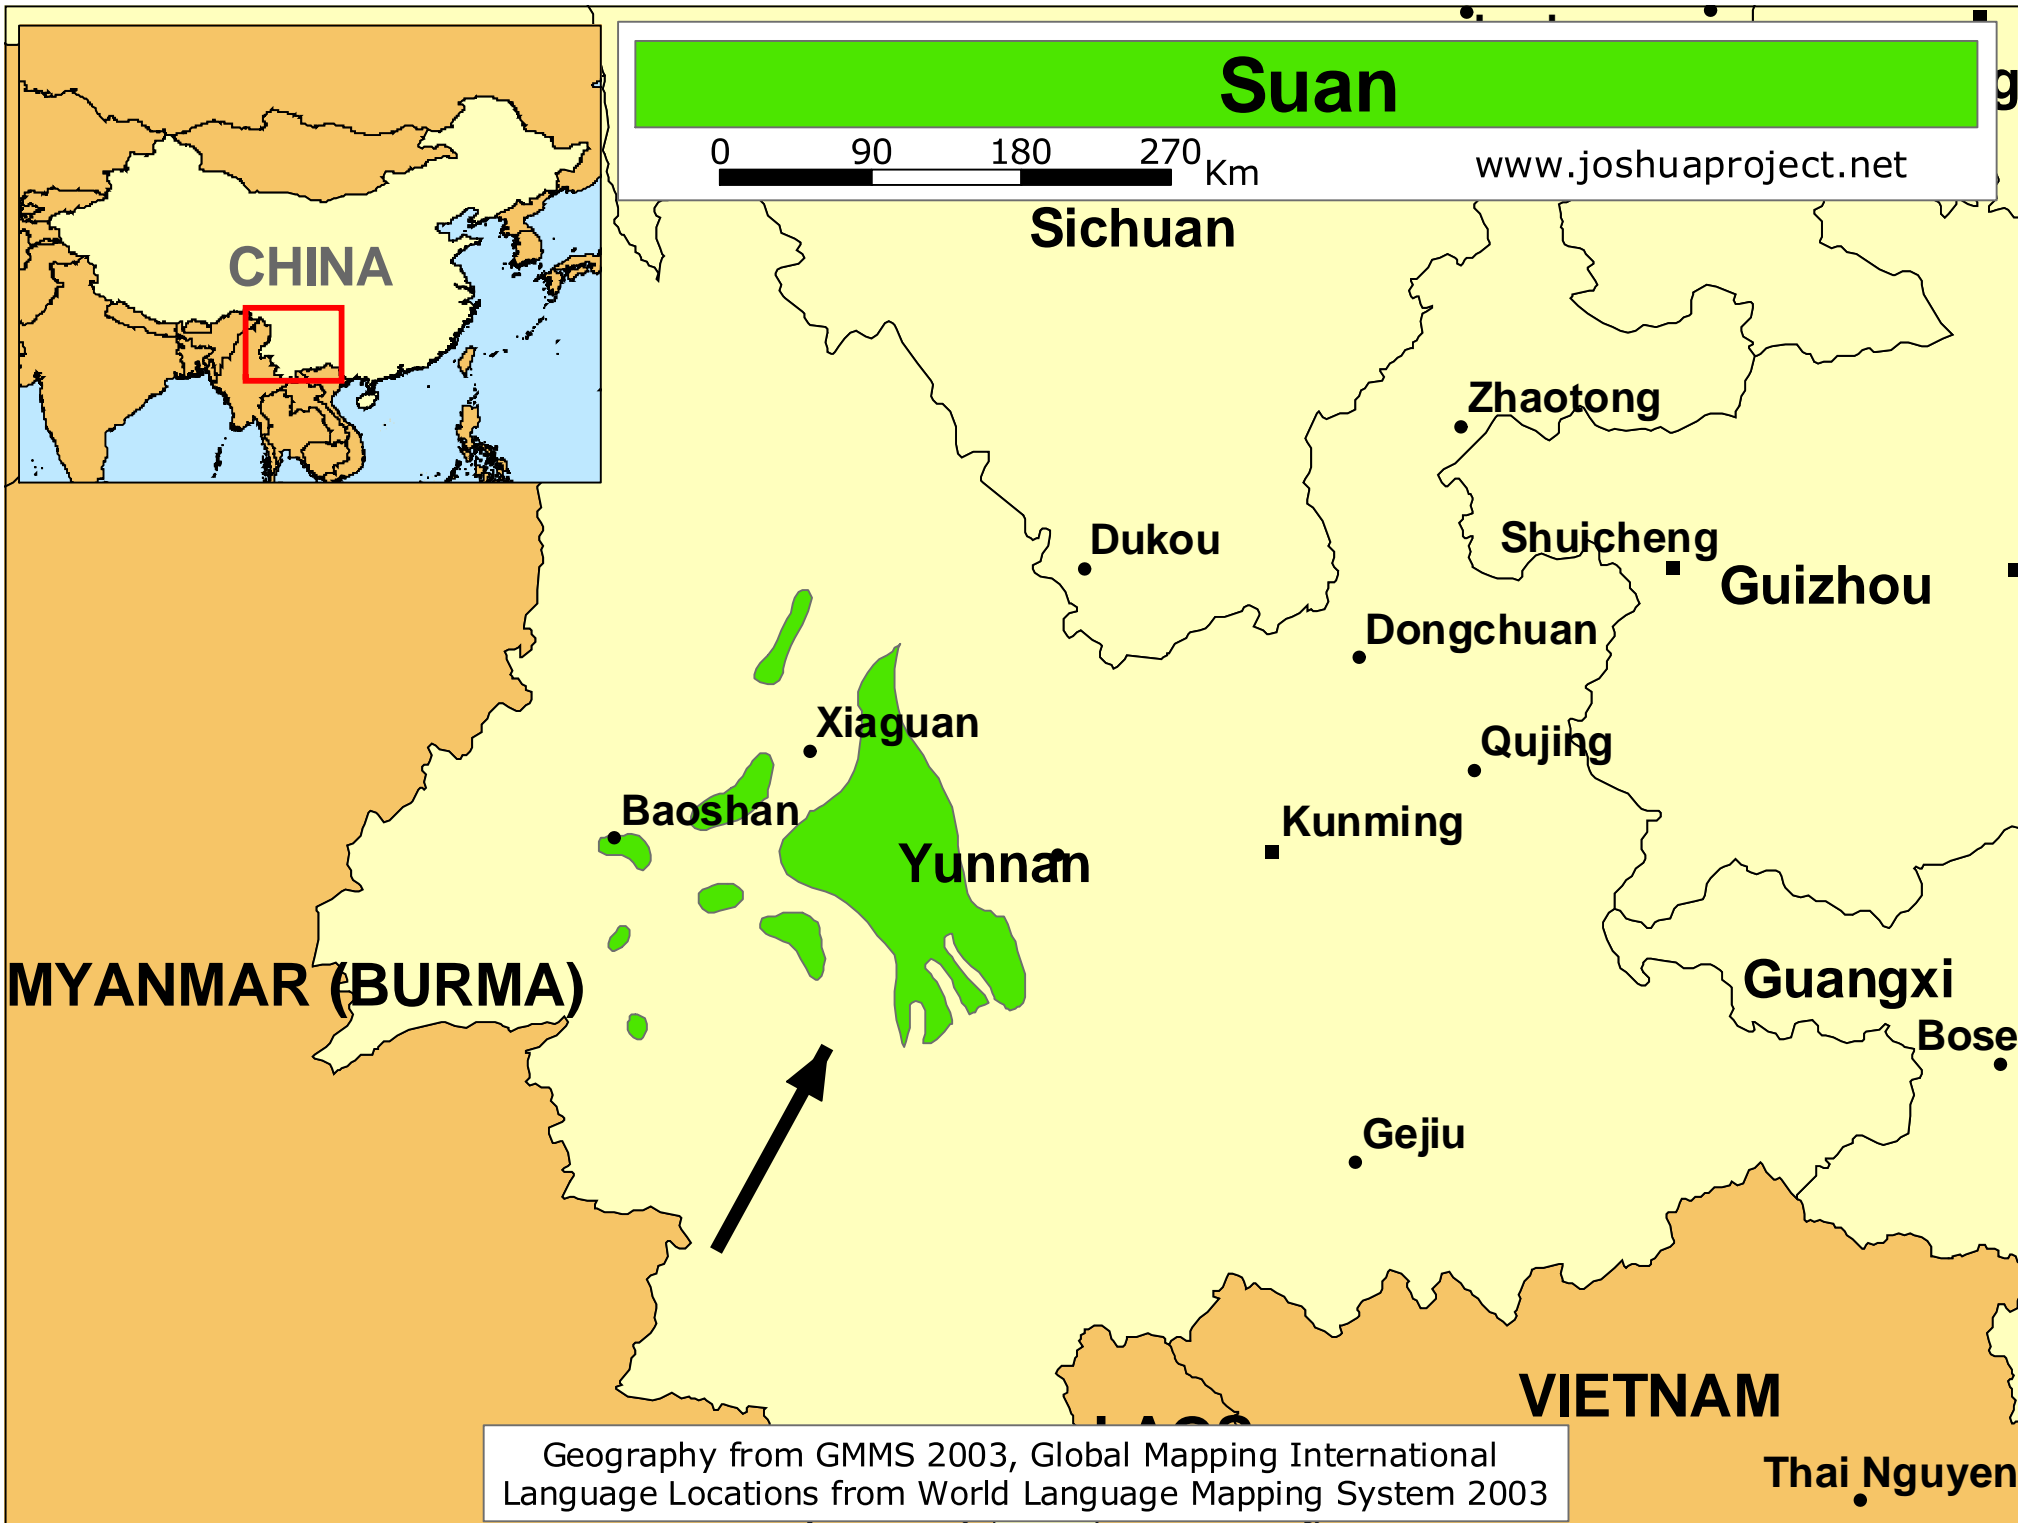 Suan
0 90 180 270 Km
www.joshuaproject.net
CHINA
Sichuan
Zhaotong
Dukou
Shuicheng
Guizhou
Dongchuan
Xiaguan
Qujing
Baoshan
Kunming
Yunnan
MYANMAR (BURMA)
Guangxi
Bose
Gejiu
VIETNAM
LAOS
Thai Nguyen
Geography from GMMS 2003, Global Mapping International
Language Locations from World Language Mapping System 2003